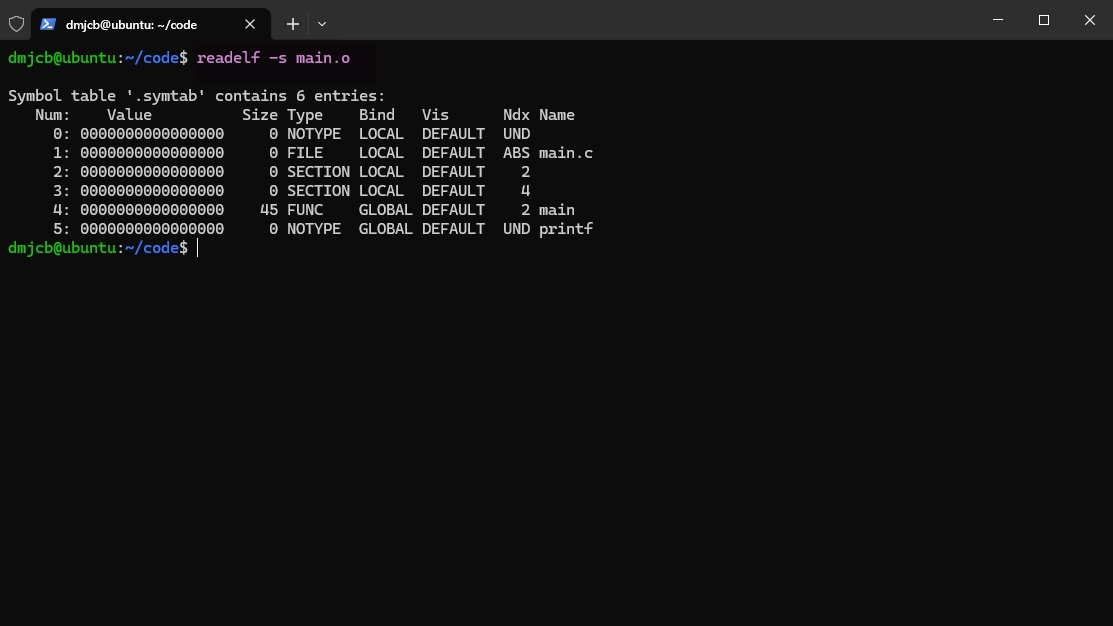 dmjcb@ubuntu: ~/code
dmjcb@ubuntu:~/code$ readelf -s main.o
Symbol table '.symtab' contains 6 entries:
   Num:    Value          Size Type    Bind   Vis      Ndx Name
     0: 0000000000000000     0 NOTYPE  LOCAL  DEFAULT  UND
     1: 0000000000000000     0 FILE    LOCAL  DEFAULT  ABS main.c
     2: 0000000000000000     0 SECTION LOCAL  DEFAULT    2
     3: 0000000000000000     0 SECTION LOCAL  DEFAULT    4
     4: 0000000000000000    45 FUNC    GLOBAL DEFAULT    2 main
     5: 0000000000000000     0 NOTYPE  GLOBAL DEFAULT  UND printf
dmjcb@ubuntu:~/code$